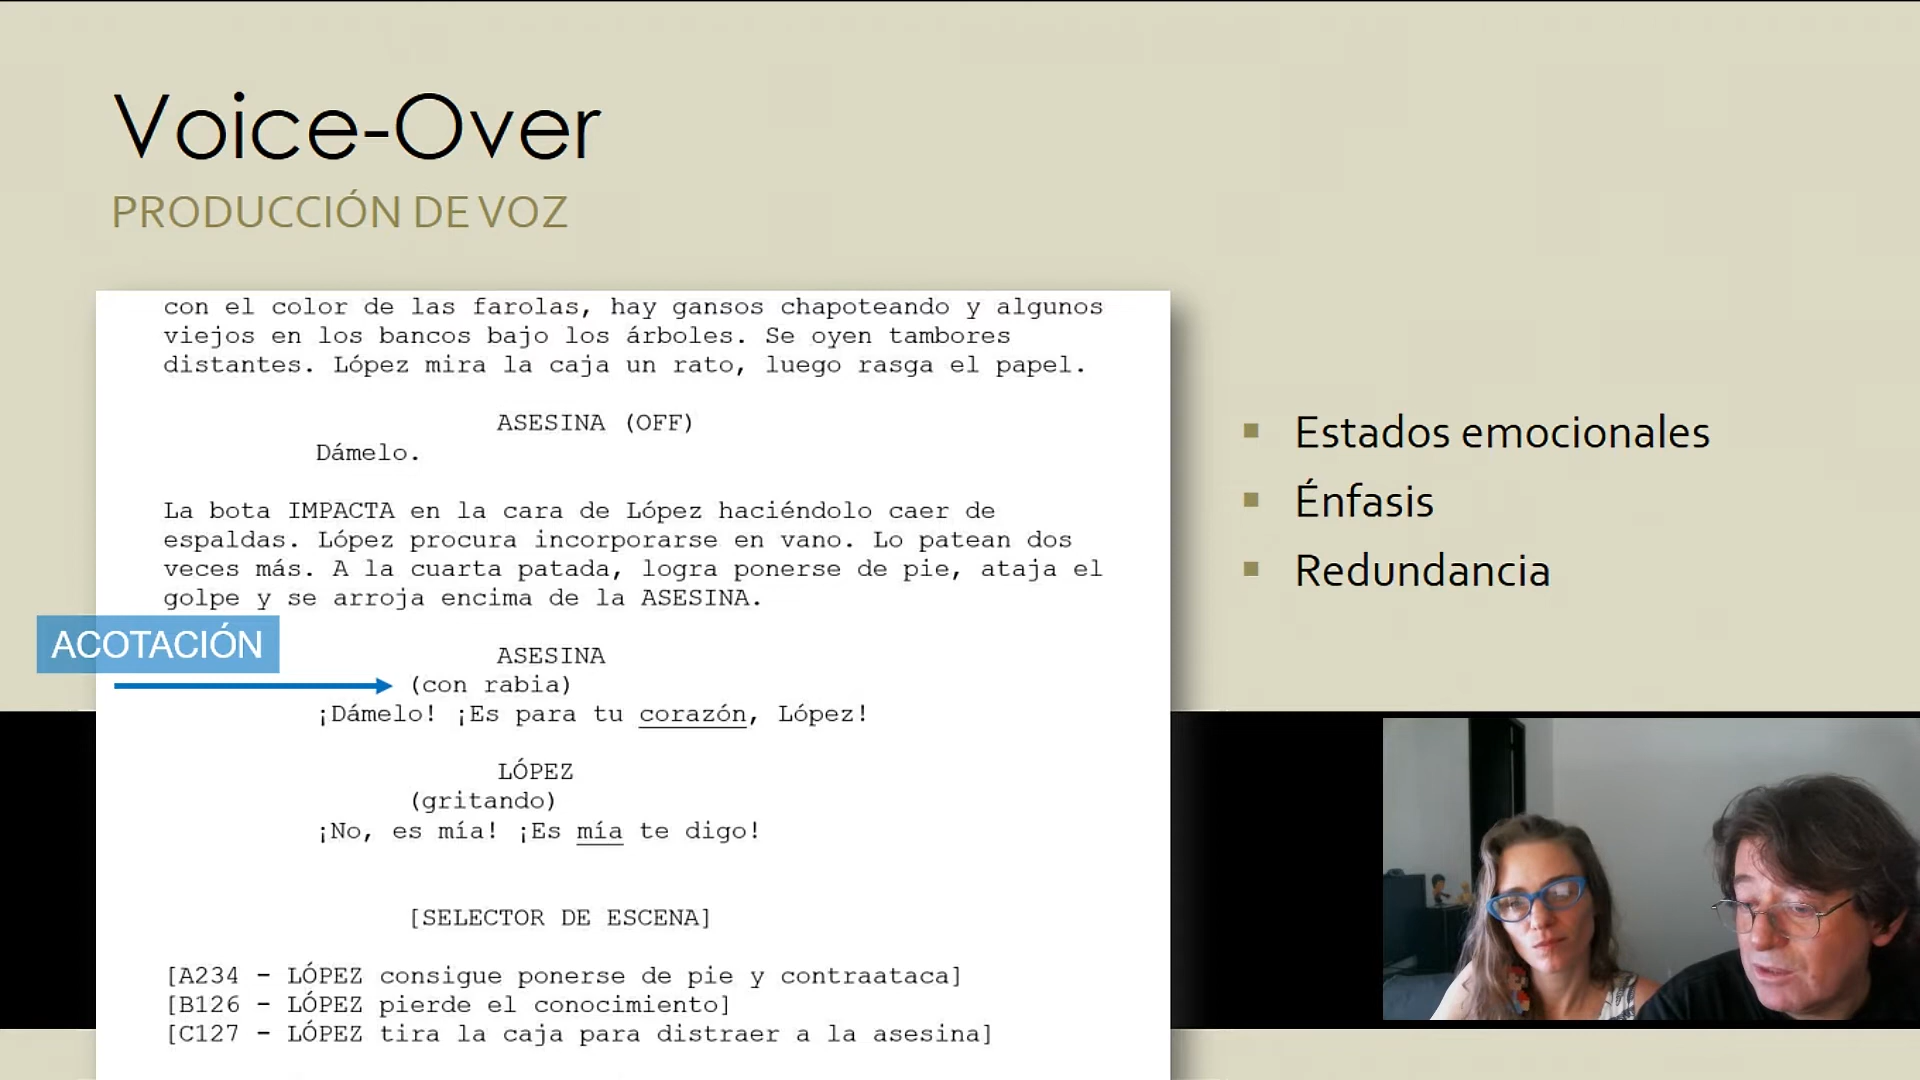 Voice-Over
PRODUCCIÓN DE VOZ
con el color de las farolas, hay gansos chapoteando y algunos
viejos en los bancos bajo los árboles. Se oyen tambores
distantes. López mira la caja un rato, luego rasga el papel.
ASESINA (OFF)
Dámelo.
La bota IMPACTA en la cara de López haciéndolo caer de
espaldas. López procura incorporarse en vano. Lo patean dos
veces más. A la cuarta patada, logra ponerse de pie, ataja el
golpe y se arroja encima de la ASESINA.
ACOTACIÓN
ASESINA
(con rabia)
¡Dámelo! ¡Es para tu corazón, López!
LÓPEZ
(gritando)
¡No, es mía! ¡Es mía te digo!
[SELECTOR DE ESCENA]
[A234 - LÓPEZ consigue ponerse de pie y contraataca]
[B126 - LÓPEZ pierde el conocimiento]
[C127 - LÓPEZ tira la caja para distraer a la asesina]
▪ Estados emocionales
▪ Énfasis
▪ Redundancia